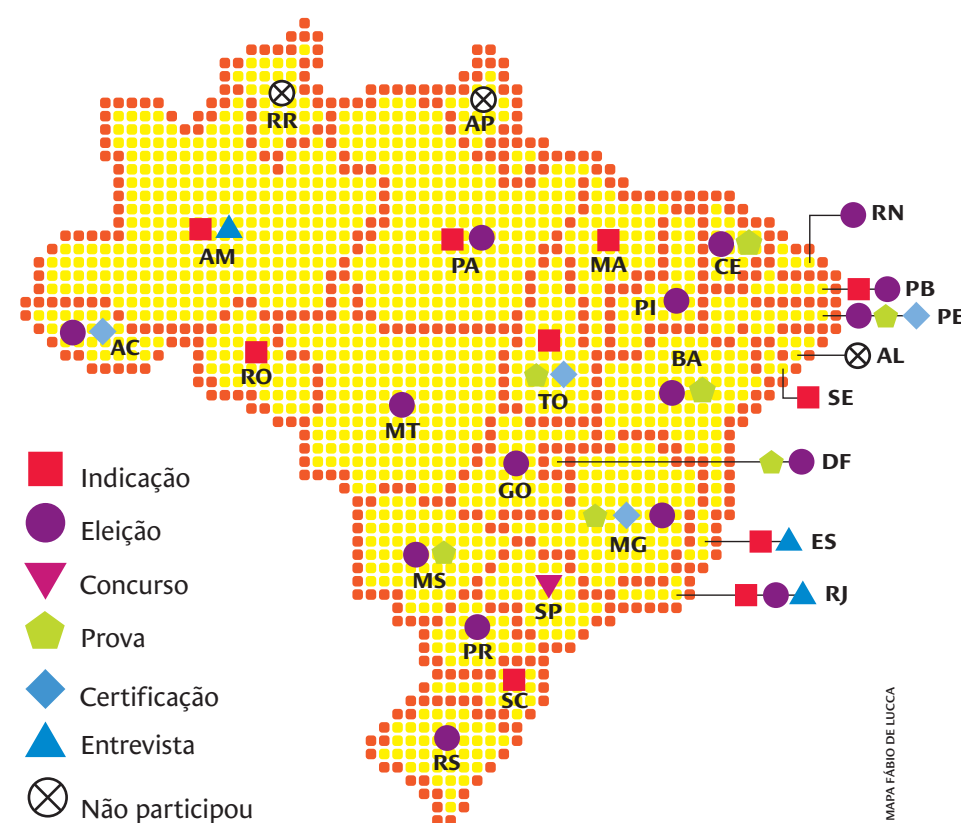 RR
AP
RN
AM
PA
MA
CE
PI
PB
PE
AC
RO
TO
BA
AL
SE
MT
GO
DF
Indicação
Eleição
Concurso
Prova
Certificação
Entrevista
Não participou
MG
ES
MS
SP
RJ
PR
SC
RS
MAPA FÁBIO DE LUCCA